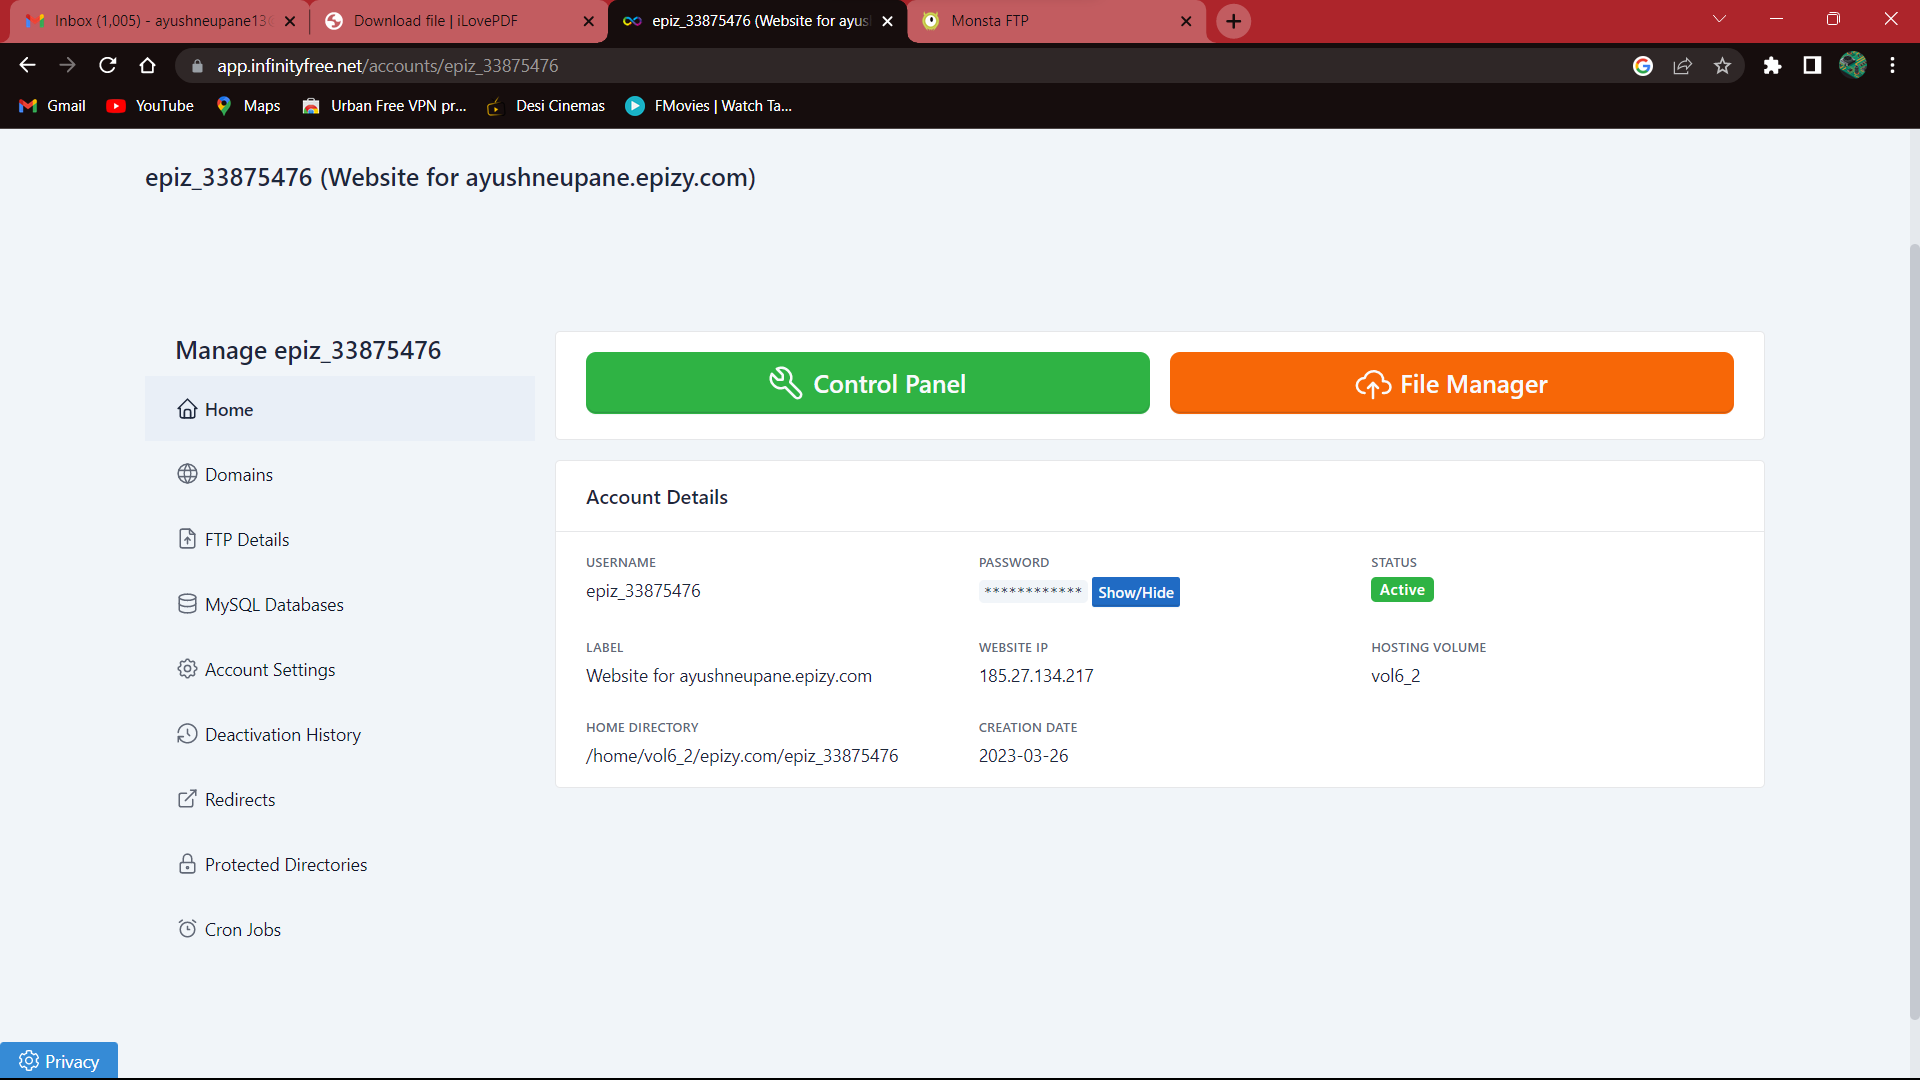 Inbox (1,005) - ayushneupane13
Download file | iLovePDF
epiz_33875476 (Website for ayus
Monsta FTP
app.infinityfree.net/accounts/epiz_33875476
Gmail
YouTube
Maps
Urban Free VPN pr...
Desi Cinemas
FMovies | Watch Ta...
epiz_33875476 (Website for ayushneupane.epizy.com)
Manage epiz_33875476
Home
Domains
FTP Details
MySQL Databases
Account Settings
Deactivation History
Redirects
Protected Directories
Cron Jobs
Control Panel
File Manager
Account Details
USERNAME
epiz_33875476
PASSWORD
************ Show/Hide
STATUS
Active
LABEL
Website for ayushneupane.epizy.com
WEBSITE IP
185.27.134.217
HOSTING VOLUME
vol6_2
HOME DIRECTORY
/home/vol6_2/epizy.com/epiz_33875476
CREATION DATE
2023-03-26
Privacy